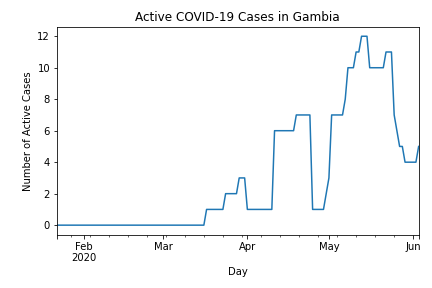 Active COVID-19 Cases in Gambia
12
10
8
6
4
2
0
Number of Active Cases
Feb
2020
Mar
Apr
May
Jun
Day